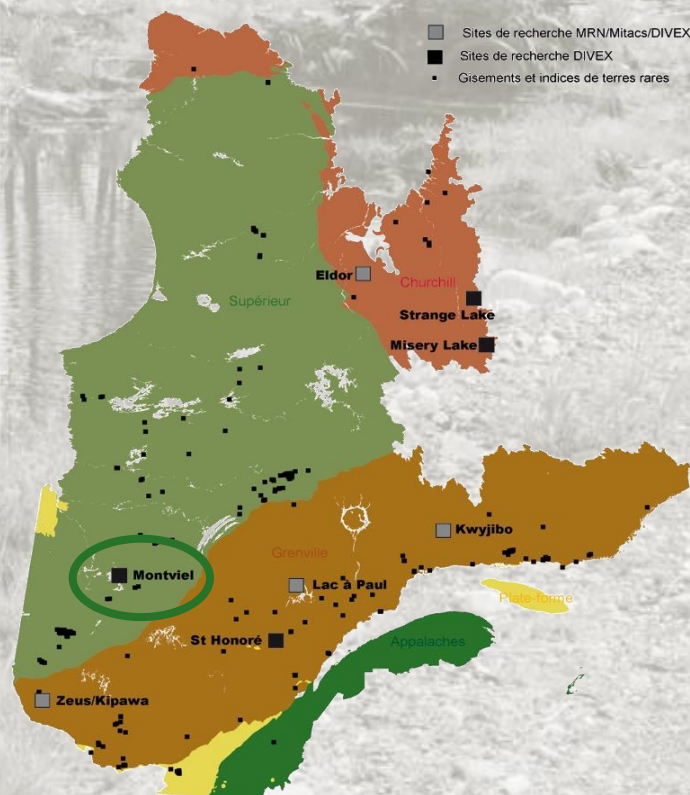 Sites de recherche MRN/Mitacs/DIVEX
Sites de recherche DIVEX
Gisements et indices de terres rares
Eldor
Churchill
Supérieur
Strange Lake
Misery Lake
Kwyjibo
Grenville
Montviel
Lac à Paul
Plate-forme
St Honoré
Appalaches
Zeus/Kipawa